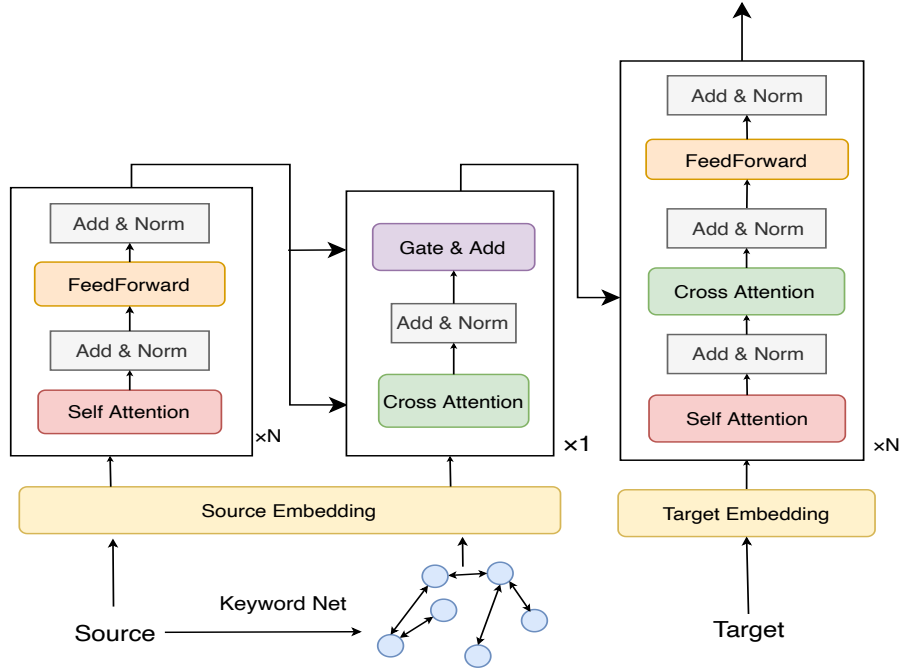 Add & Norm
FeedForward
Add & Norm
Self Attention
×N
Gate & Add
Add & Norm
Cross Attention
×1
Add & Norm
FeedForward
Add & Norm
Cross Attention
Add & Norm
Self Attention
×N
Source Embedding
Target Embedding
Keyword Net
Source
Target